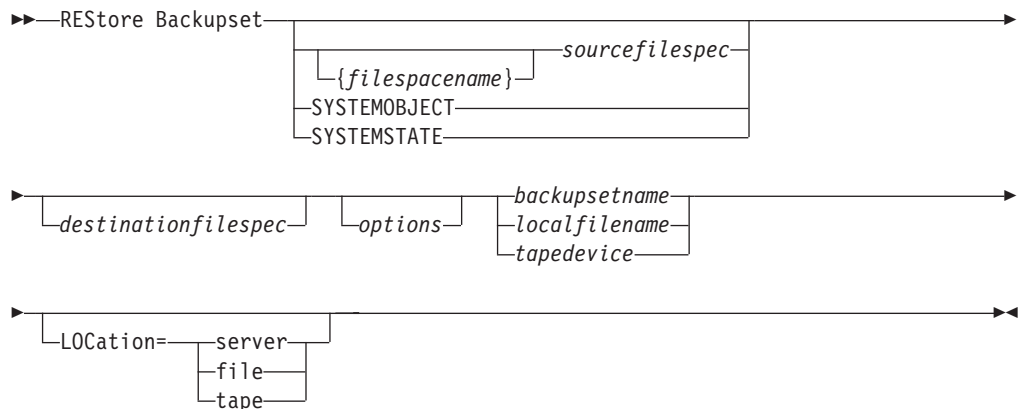 REStore Backupset
sourcefilespec
{filespacename}
SYSTEMOBJECT
SYSTEMSTATE
backupsetname
destinationfilespec options localfilename
tapedevice
LOCation= server
file
tape